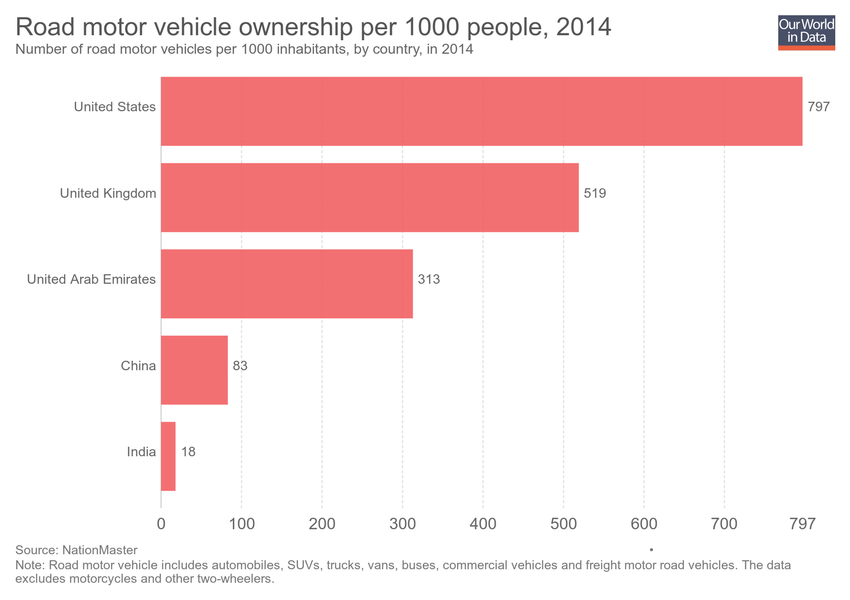 Road motor vehicle ownership per 1000 people, 2014
Number of road motor vehicles per 1000 inhabitants, by country, in 2014
Our World
in Data
United States
797
United Kingdom
519
United Arab Emirates
313
China
83
India
18
0 100 200 300 400 500 600 700 797
Source: NationMaster
Note: Road motor vehicle includes automobiles, SUVs, trucks, vans, buses, commercial vehicles and freight motor road vehicles. The data
excludes motorcycles and other two-wheelers.